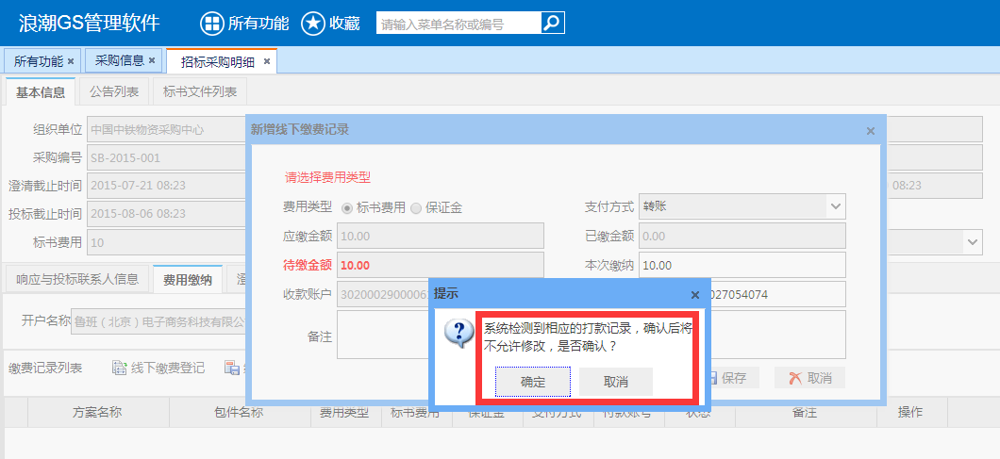 浪潮GS管理软件 所有功能 收藏 请输入菜单名称或编号
所有功能 × 采购信息 × 招标采购明细 ×
基本信息 公告列表 标书文件列表
组织单位 中国中铁物资采购中心
采购编号 SB-2015-001
澄清截止时间 2015-07-21 08:23 08:23
投标截止时间 2015-08-06 08:23
标书费用 10
响应与投标联系人信息 费用缴纳
开户名称 鲁班（北京）电子商务科技有限公
缴费记录列表 线下缴费登记
方案名称 包件名称 费用类型 标书费用 保证金 支付方式 付款账号 状态 备注 操作
新增线下缴费记录 ×
请选择费用类型
费用类型 标书费用 保证金 支付方式 转账
应缴金额 10.00 已缴金额 0.00
待缴金额 10.00 本次缴纳 10.00
收款账户 302000290006 027054074
备注
保存 取消
提示 ×
系统检测到相应的打款记录，确认后将
不允许修改，是否确认？
确定 取消